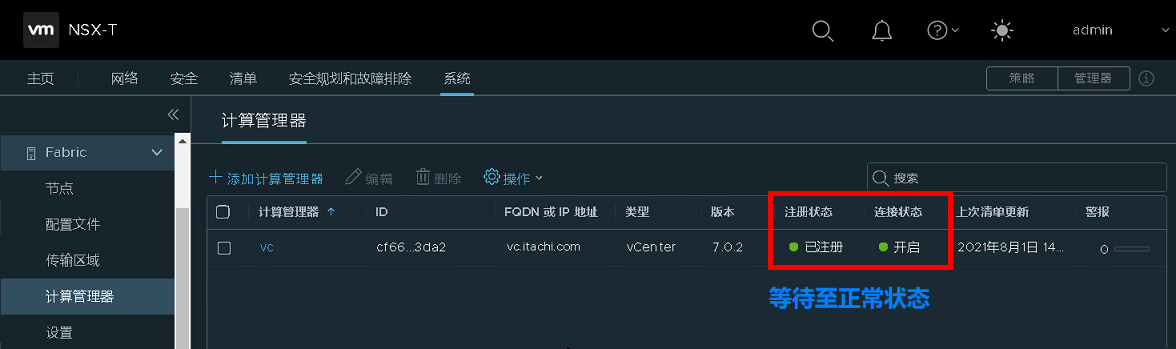 vm NSX-T admin
主页 网络 安全 清单 安全规划和故障排除 系统 策略 管理器
计算管理器
Fabric
节点
配置文件
传输区域
计算管理器
设置
添加计算管理器 编辑 删除 操作 搜索
计算管理器 ID FQDN 或 IP 地址 类型 版本 注册状态 连接状态 上次清单更新 警报
vc cf66...3da2 vc.itachi.com vCenter 7.0.2 已注册 开启 2021年8月1日 14... 0
等待至正常状态